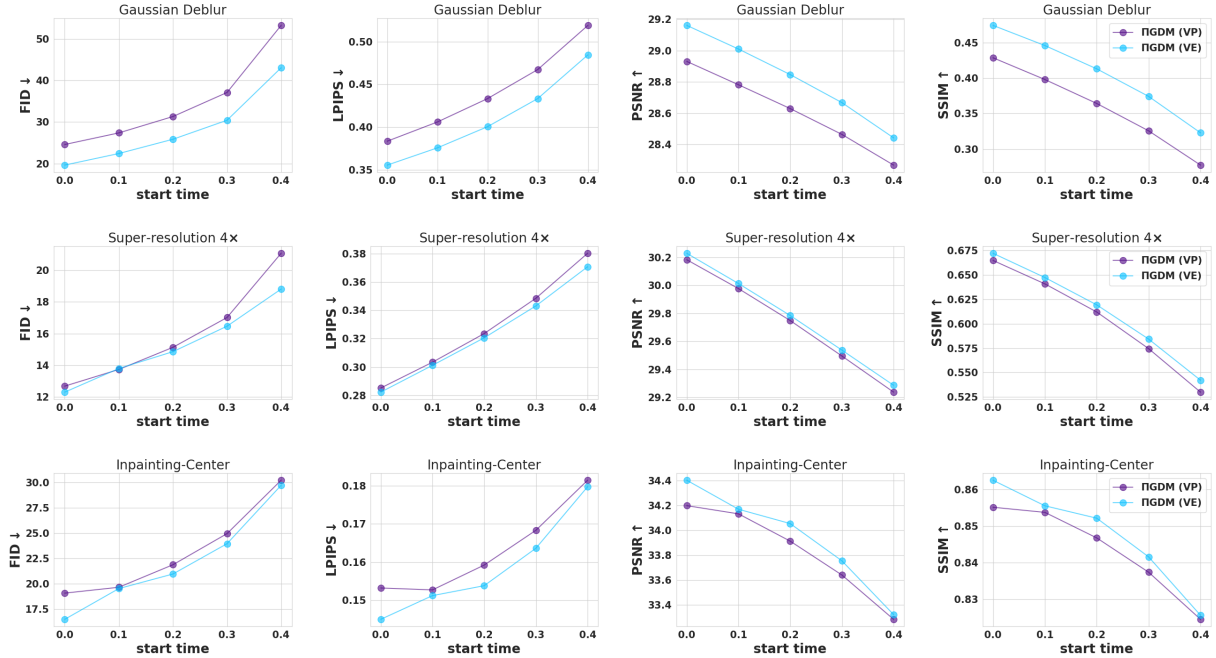 Gaussian Deblur
FID ↓
50
40
30
20
0.0 0.1 0.2 0.3 0.4
start time
Gaussian Deblur
LPIPS ↓
0.50
0.45
0.40
0.35
0.0 0.1 0.2 0.3 0.4
start time
Gaussian Deblur
PSNR ↑
29.2
29.0
28.8
28.6
28.4
0.0 0.1 0.2 0.3 0.4
start time
Gaussian Deblur
SSIM ↑
0.45
0.40
0.35
0.30
ΠGDM (VP)
ΠGDM (VE)
0.0 0.1 0.2 0.3 0.4
start time
Super-resolution 4×
FID ↓
20
18
16
14
12
0.0 0.1 0.2 0.3 0.4
start time
Super-resolution 4×
LPIPS ↓
0.38
0.36
0.34
0.32
0.30
0.28
0.0 0.1 0.2 0.3 0.4
start time
Super-resolution 4×
PSNR ↑
30.2
30.0
29.8
29.6
29.4
29.2
0.0 0.1 0.2 0.3 0.4
start time
Super-resolution 4×
SSIM ↑
0.675
0.650
0.625
0.600
0.575
0.550
0.525
ΠGDM (VP)
ΠGDM (VE)
0.0 0.1 0.2 0.3 0.4
start time
Inpainting-Center
FID ↓
30.0
27.5
25.0
22.5
20.0
17.5
0.0 0.1 0.2 0.3 0.4
start time
Inpainting-Center
LPIPS ↓
0.18
0.17
0.16
0.15
0.0 0.1 0.2 0.3 0.4
start time
Inpainting-Center
PSNR ↑
34.4
34.2
34.0
33.8
33.6
33.4
0.0 0.1 0.2 0.3 0.4
start time
Inpainting-Center
SSIM ↑
0.86
0.85
0.84
0.83
ΠGDM (VP)
ΠGDM (VE)
0.0 0.1 0.2 0.3 0.4
start time